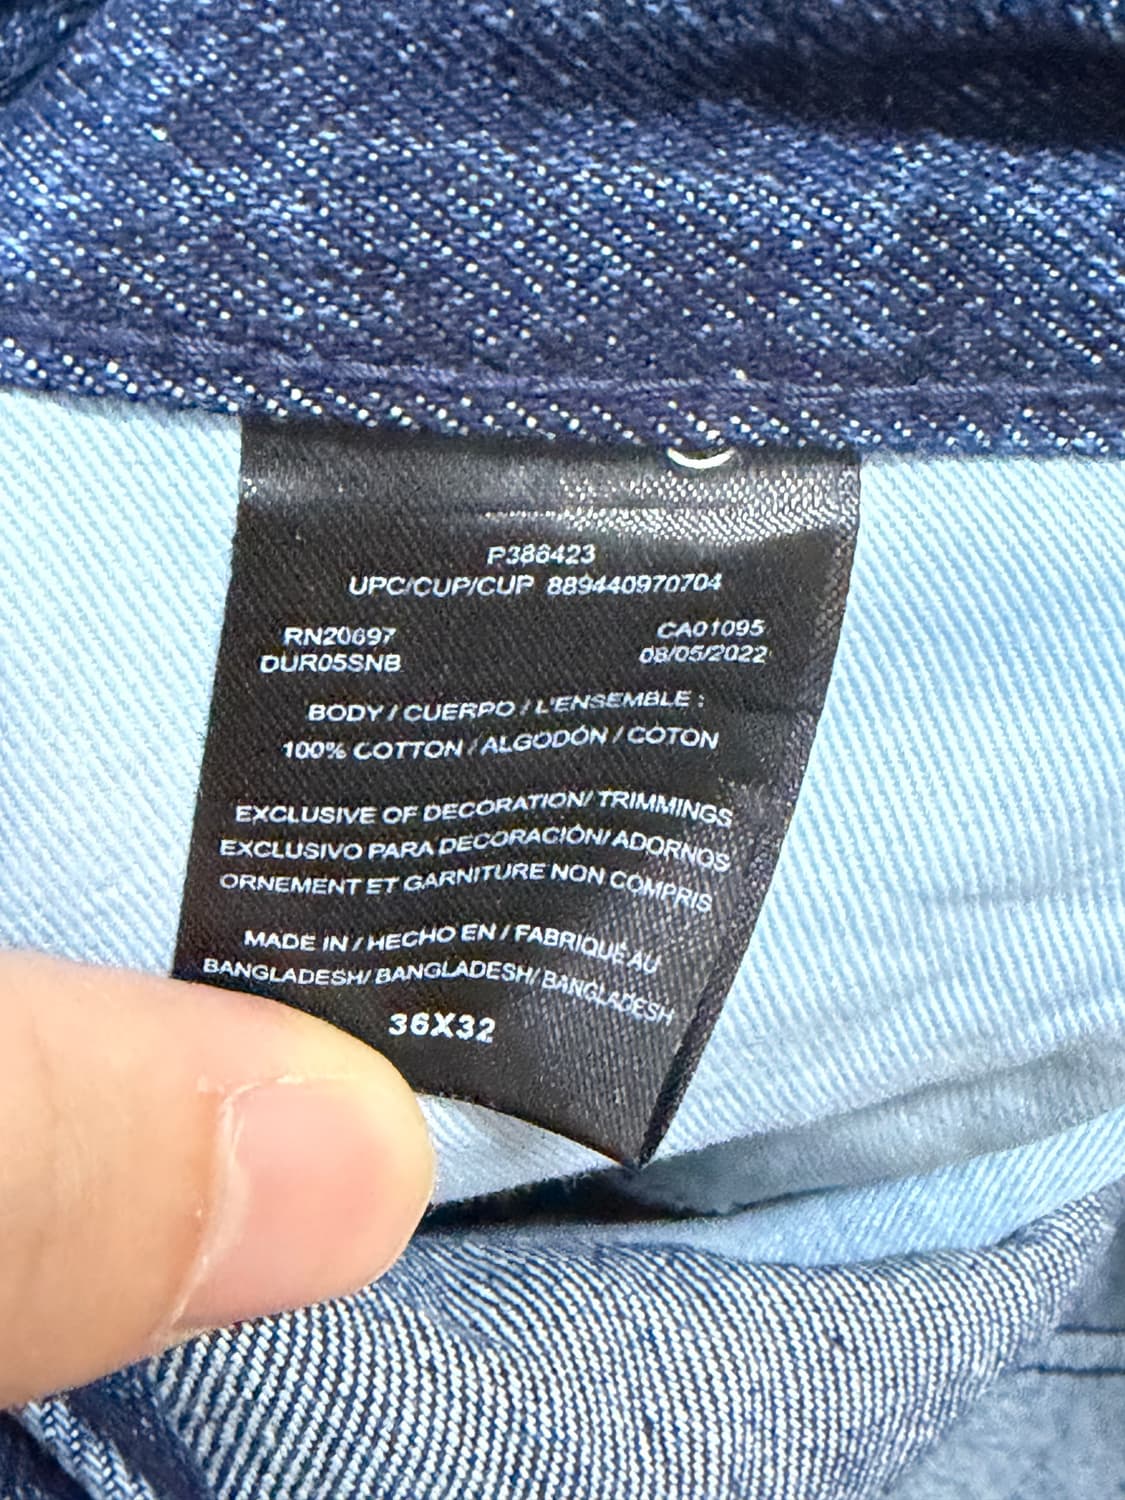 P386423
UPC/CUP/CUP 889440970704
RN20697 CA01095
DUR05SNB 08/05/2022
BODY / CUERPO / L'ENSEMBLE :
100% COTTON / ALGODÓN / COTON
EXCLUSIVE OF DECORATION/ TRIMMINGS
EXCLUSIVO PARA DECORACIÓN/ ADORNOS
ORNEMENT ET GARNITURE NON COMPRIS
MADE IN / HECHO EN / FABRIQUÉ AU
BANGLADESH/ BANGLADESH/ BANGLADESH
36X32